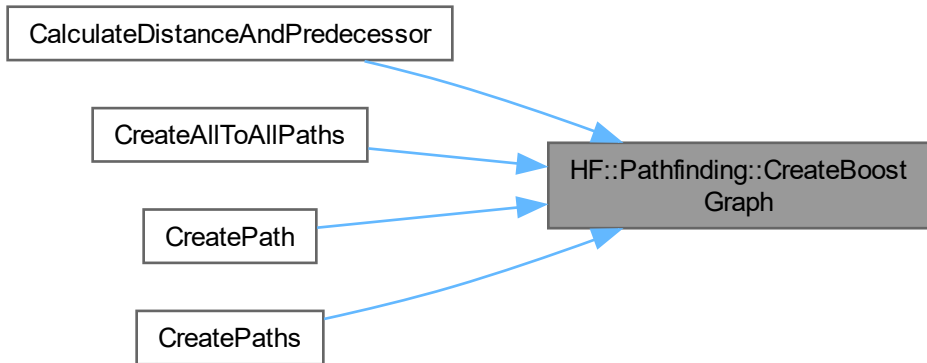 CalculateDistanceAndPredecessor
CreateAllToAllPaths
HF::Pathfinding::CreateBoost
Graph
CreatePath
CreatePaths